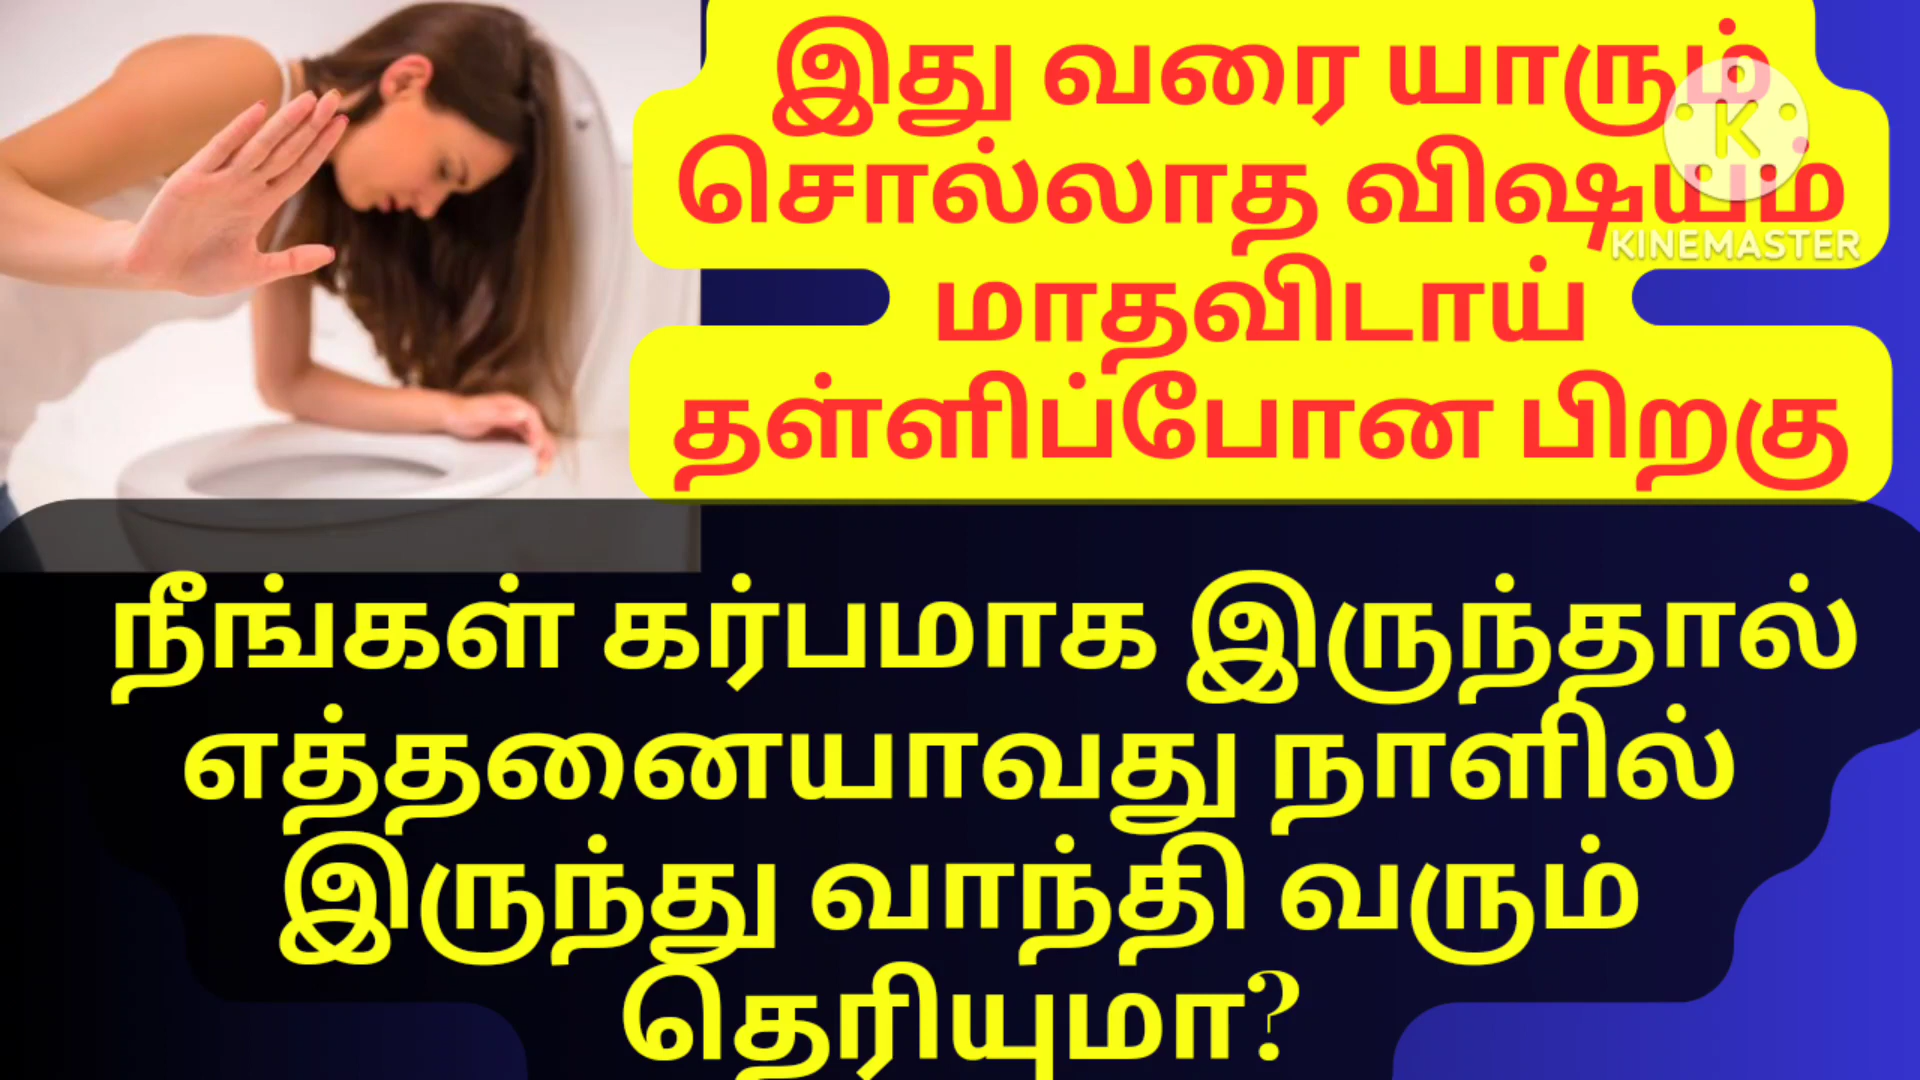 இது வரை யாரும்
சொல்லாத விஷயம்
மாதவிடாய்
தள்ளிப்போன பிறகு
K
KINEMASTER
நீங்கள் கர்பமாக இருந்தால்
எத்தனையாவது நாளில்
இருந்து வாந்தி வரும்
தெரியுமா?